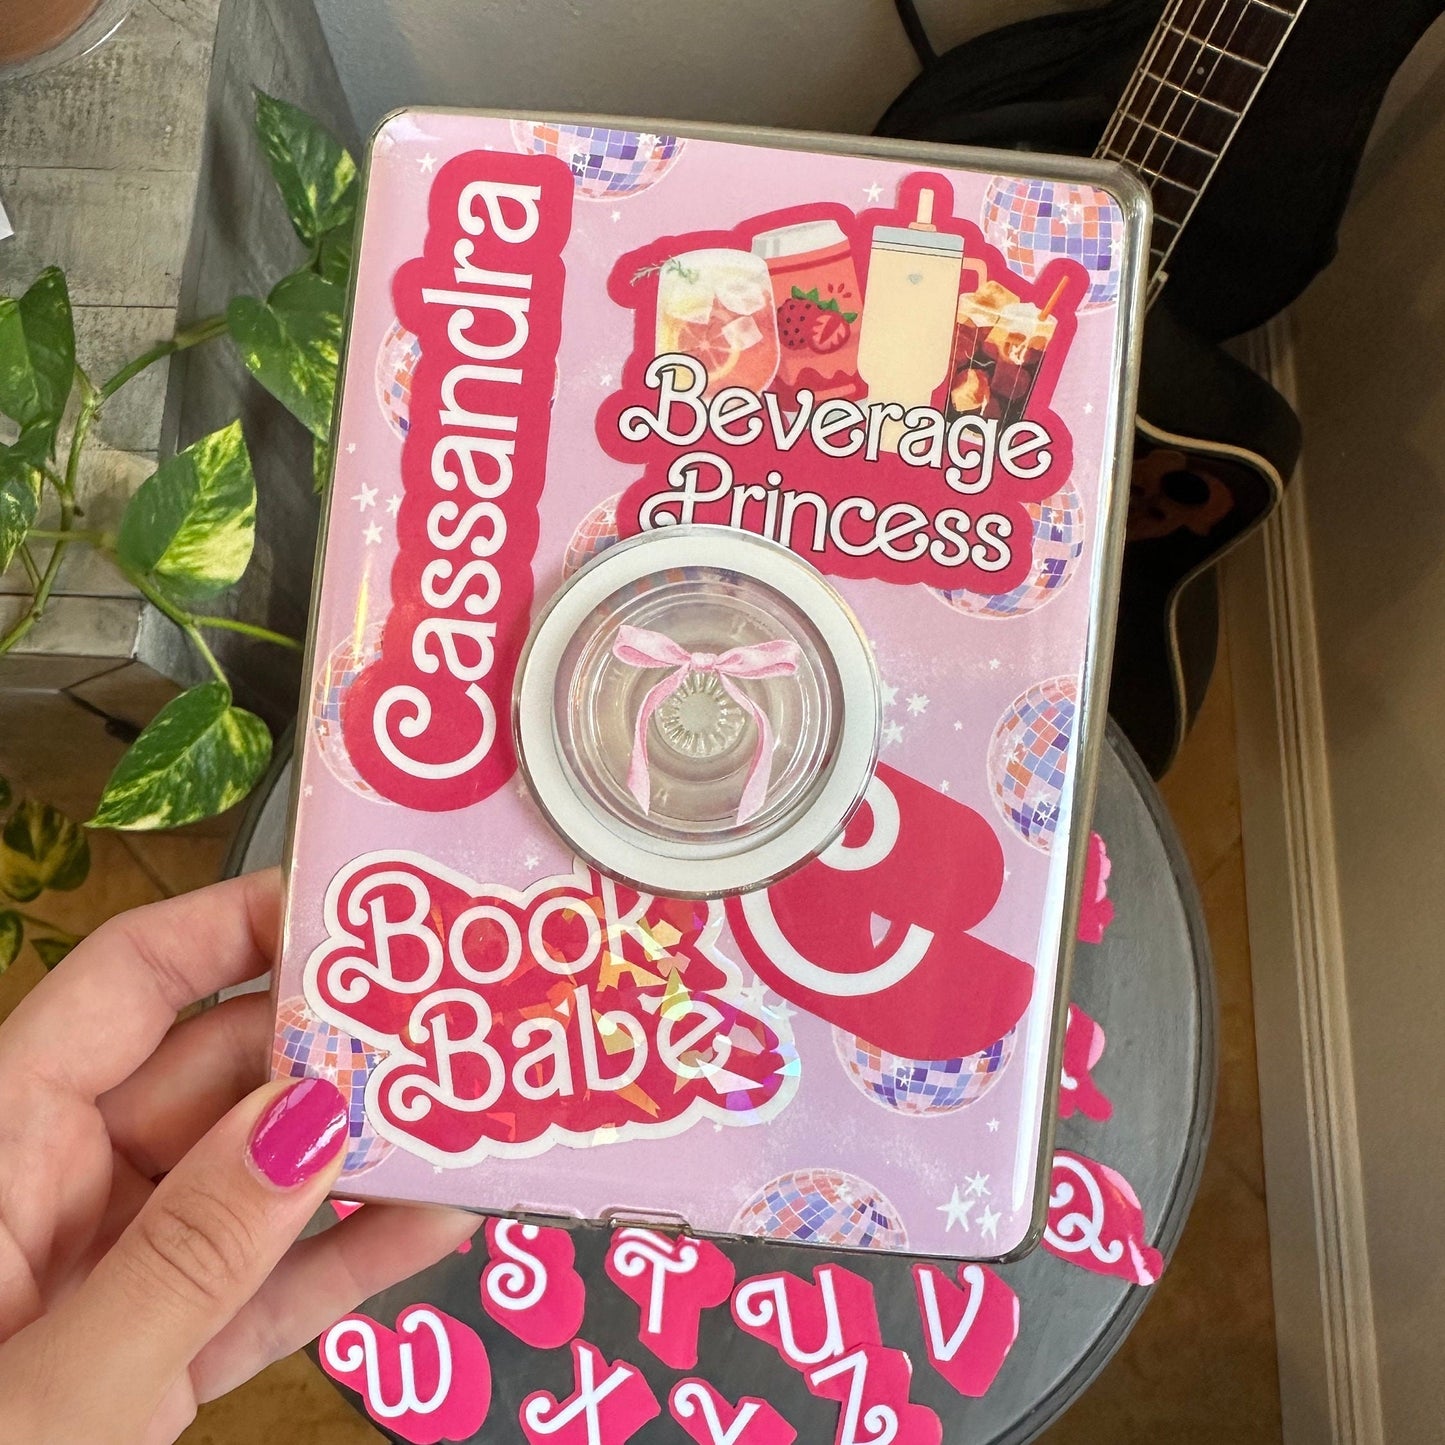 Cassandra
Beverage
Princess
C
Book
Babe
Q
S
T
U
V
W
X
Y
Z